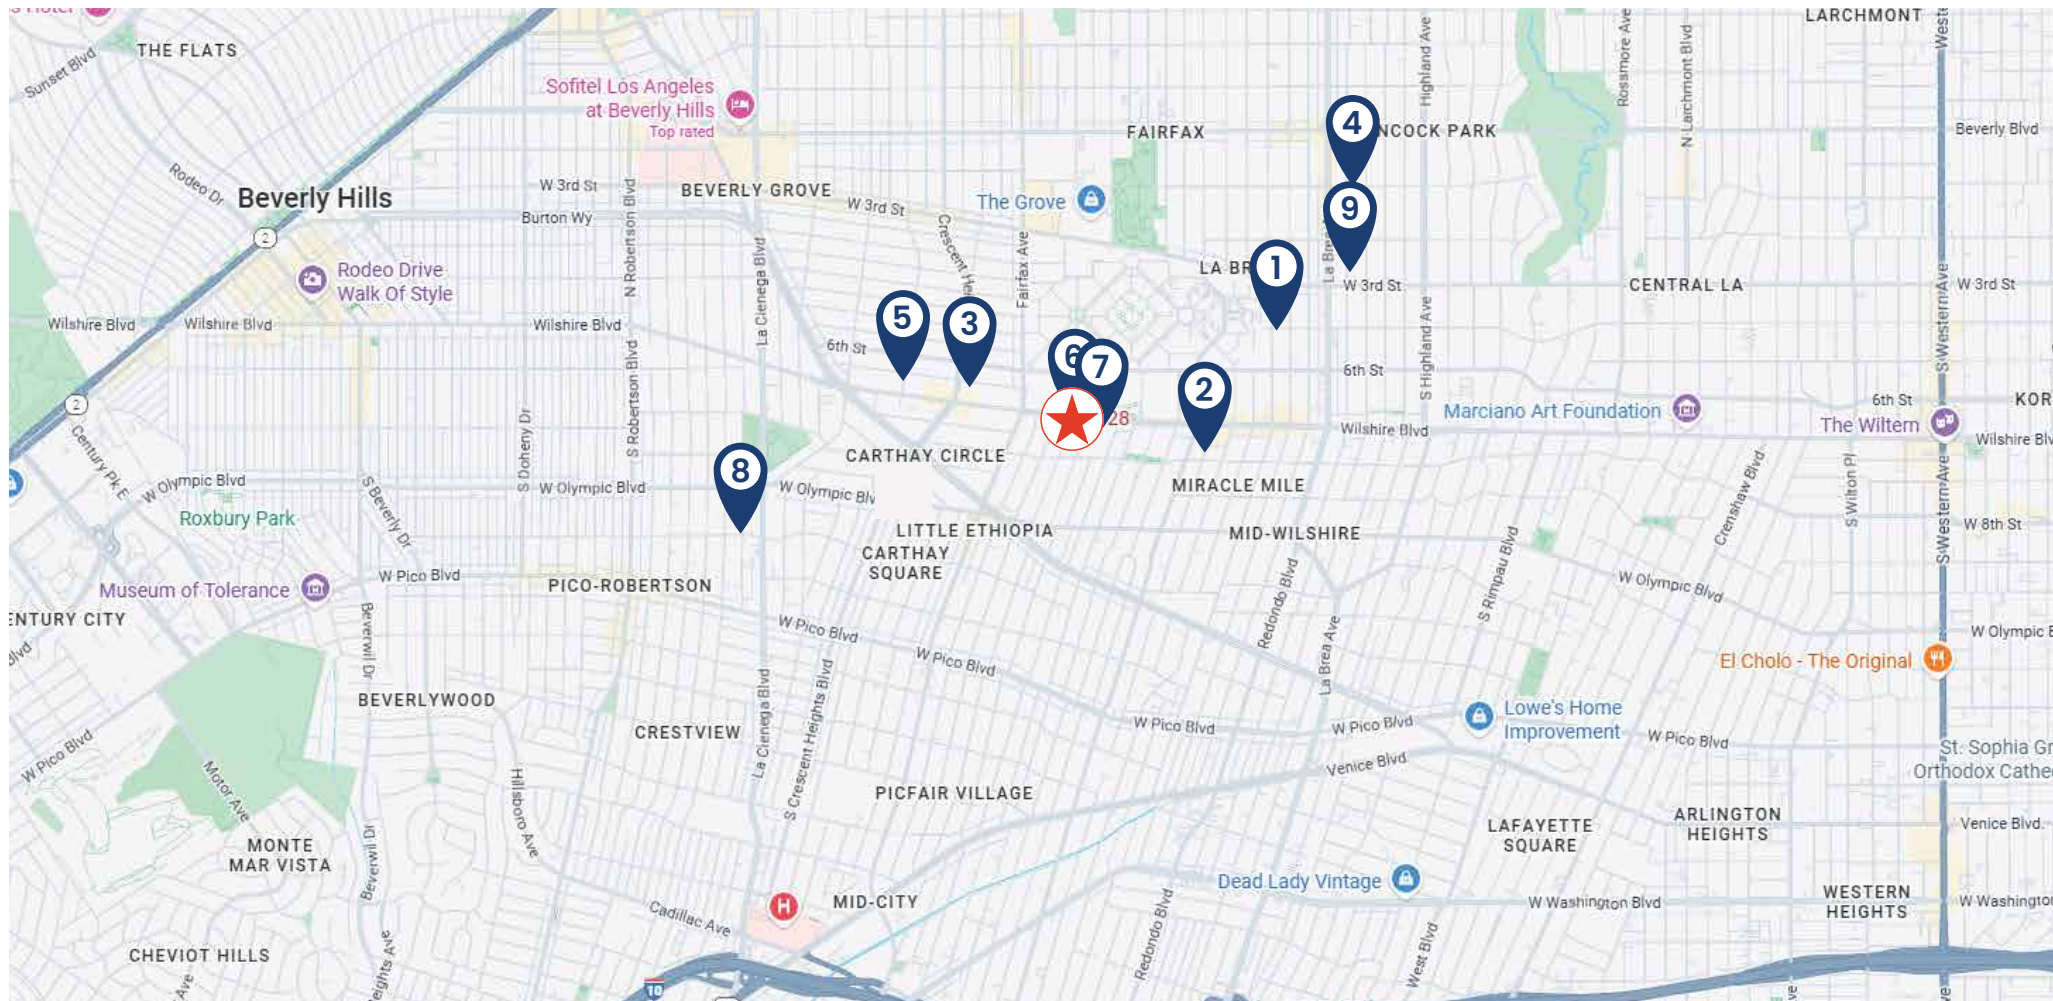 s Hotel
THE FLATS
Sunset Blvd
LARCHMONT
Sofitel Los Angeles
at Beverly Hills
Top rated
Highland Ave
Rossmore Ave
N Larchmont Blvd
FAIRFAX
4
NCOCK PARK
Beverly Blvd
Rodeo Dr
Beverly Hills
W 3rd St
Burton Wy
N Robertson Blvd
BEVERLY GROVE
W 3rd St
The Grove
9
2
Rodeo Drive
Walk Of Style
La Cienega Blvd
Fairfax Ave
LA BR
1
W 3rd St
S Highland Ave
CENTRAL LA
S Western Ave
W 3rd St
Wilshire Blvd
Wilshire Blvd
Wilshire Blvd
S Robertson Blvd
6th St
5
3
6
7
2
6th St
2
28
Wilshire Blvd
Marciano Art Foundation
6th St
The Wiltern
KOR
Century Pk E
S Doheny Dr
CARTHAY CIRCLE
8
W Olympic Blvd
S Beverly Dr
W Olympic Blvd
MIRACLE MILE
Crenshaw Blvd
S Wilton Pl
S Western Ave
Roxbury Park
LITTLE ETHIOPIA
MID-WILSHIRE
W 8th St
CARTHAY
SQUARE
S Rimpau Blvd
W Pico Blvd
PICO-ROBERTSON
Redondo Blvd
W Olympic Blvd
Museum of Tolerance
ENTURY CITY
Beverwil Dr
W Pico Blvd
La Brea Ave
W Pico Blvd
El Cholo - The Original
BEVERLYWOOD
La Cienega Blvd
S Crescent Heights Blvd
CRESTVIEW
W Pico Blvd
W Pico Blvd
Lowe's Home
Improvement
W Pico Blvd
W Pico Blvd
Motor Ave
Hillsboro Ave
Venice Blvd
St. Sophia Gr
Orthodox Cathe
PICFAIR VILLAGE
Beverwil Dr
MONTE
MAR VISTA
LAFAYETTE
SQUARE
ARLINGTON
HEIGHTS
Venice Blvd
Dead Lady Vintage
H
MID-CITY
Cadillac Ave
W Washington Blvd
WESTERN
HEIGHTS
W Washington
CHEVIOT HILLS
Redondo Blvd
West Blvd
10